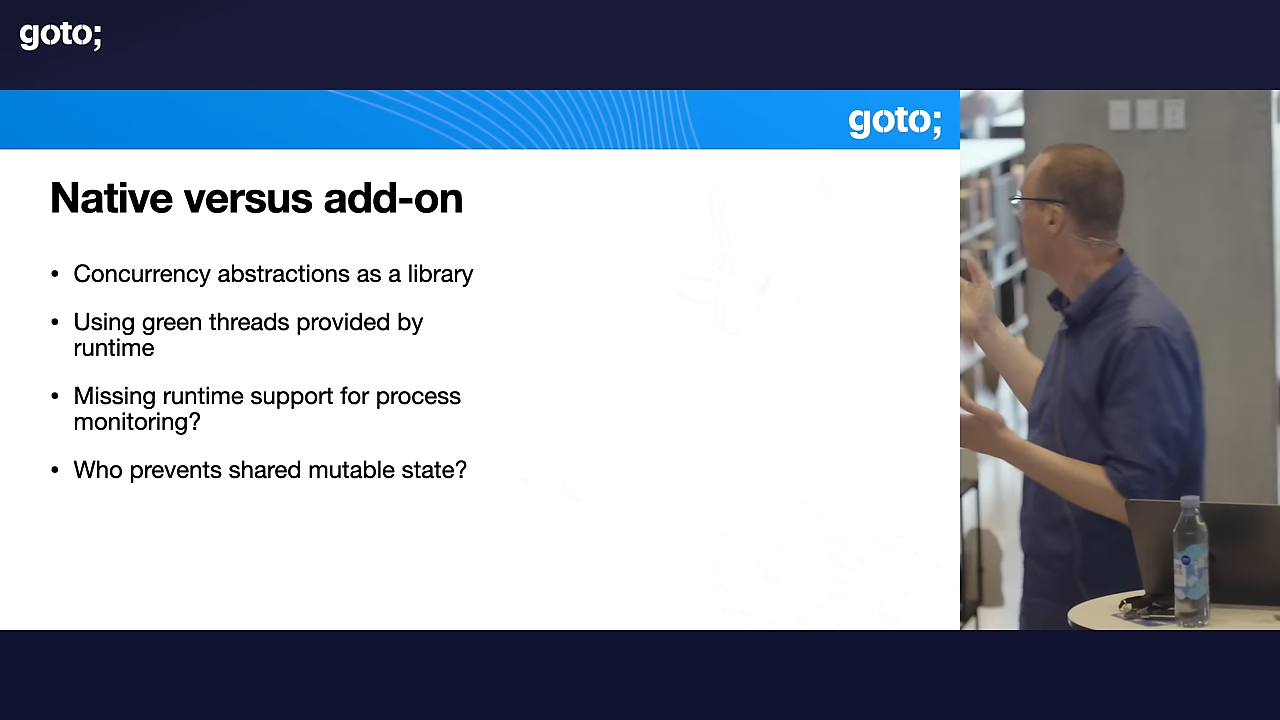 goto;
goto;
Native versus add-on
• Concurrency abstractions as a library
• Using green threads provided by
runtime
• Missing runtime support for process
monitoring?
• Who prevents shared mutable state?